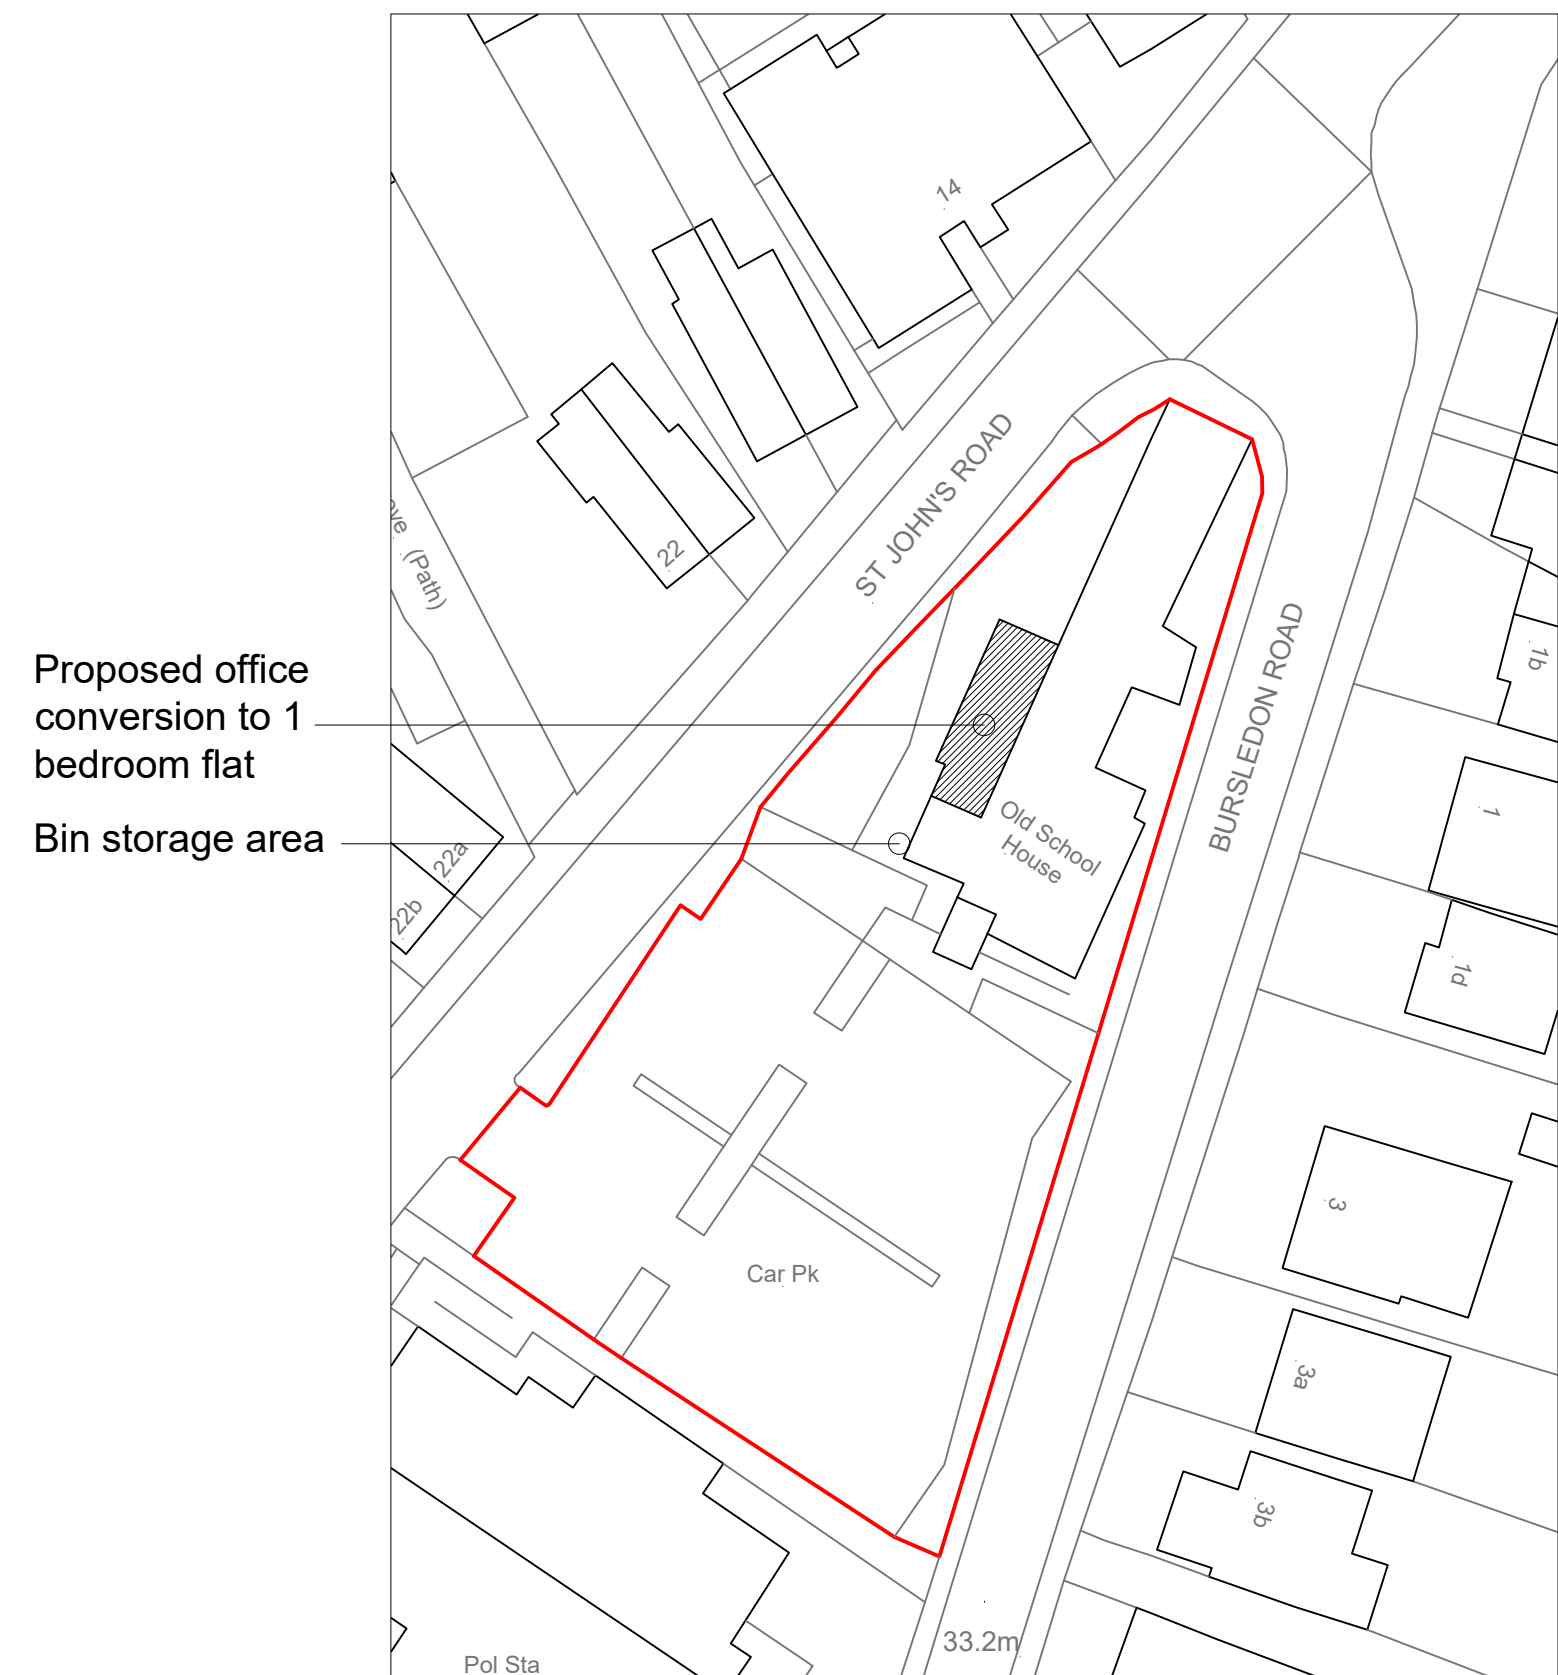 14
ST JOHN'S ROAD
22
(Path)
Proposed office
conversion to 1
bedroom flat
Bin storage area
BURSLEDON ROAD
1b
1
Old School
House
22a
22b
1d
3
Car Pk
3a
3b
33.2m
Pol Sta